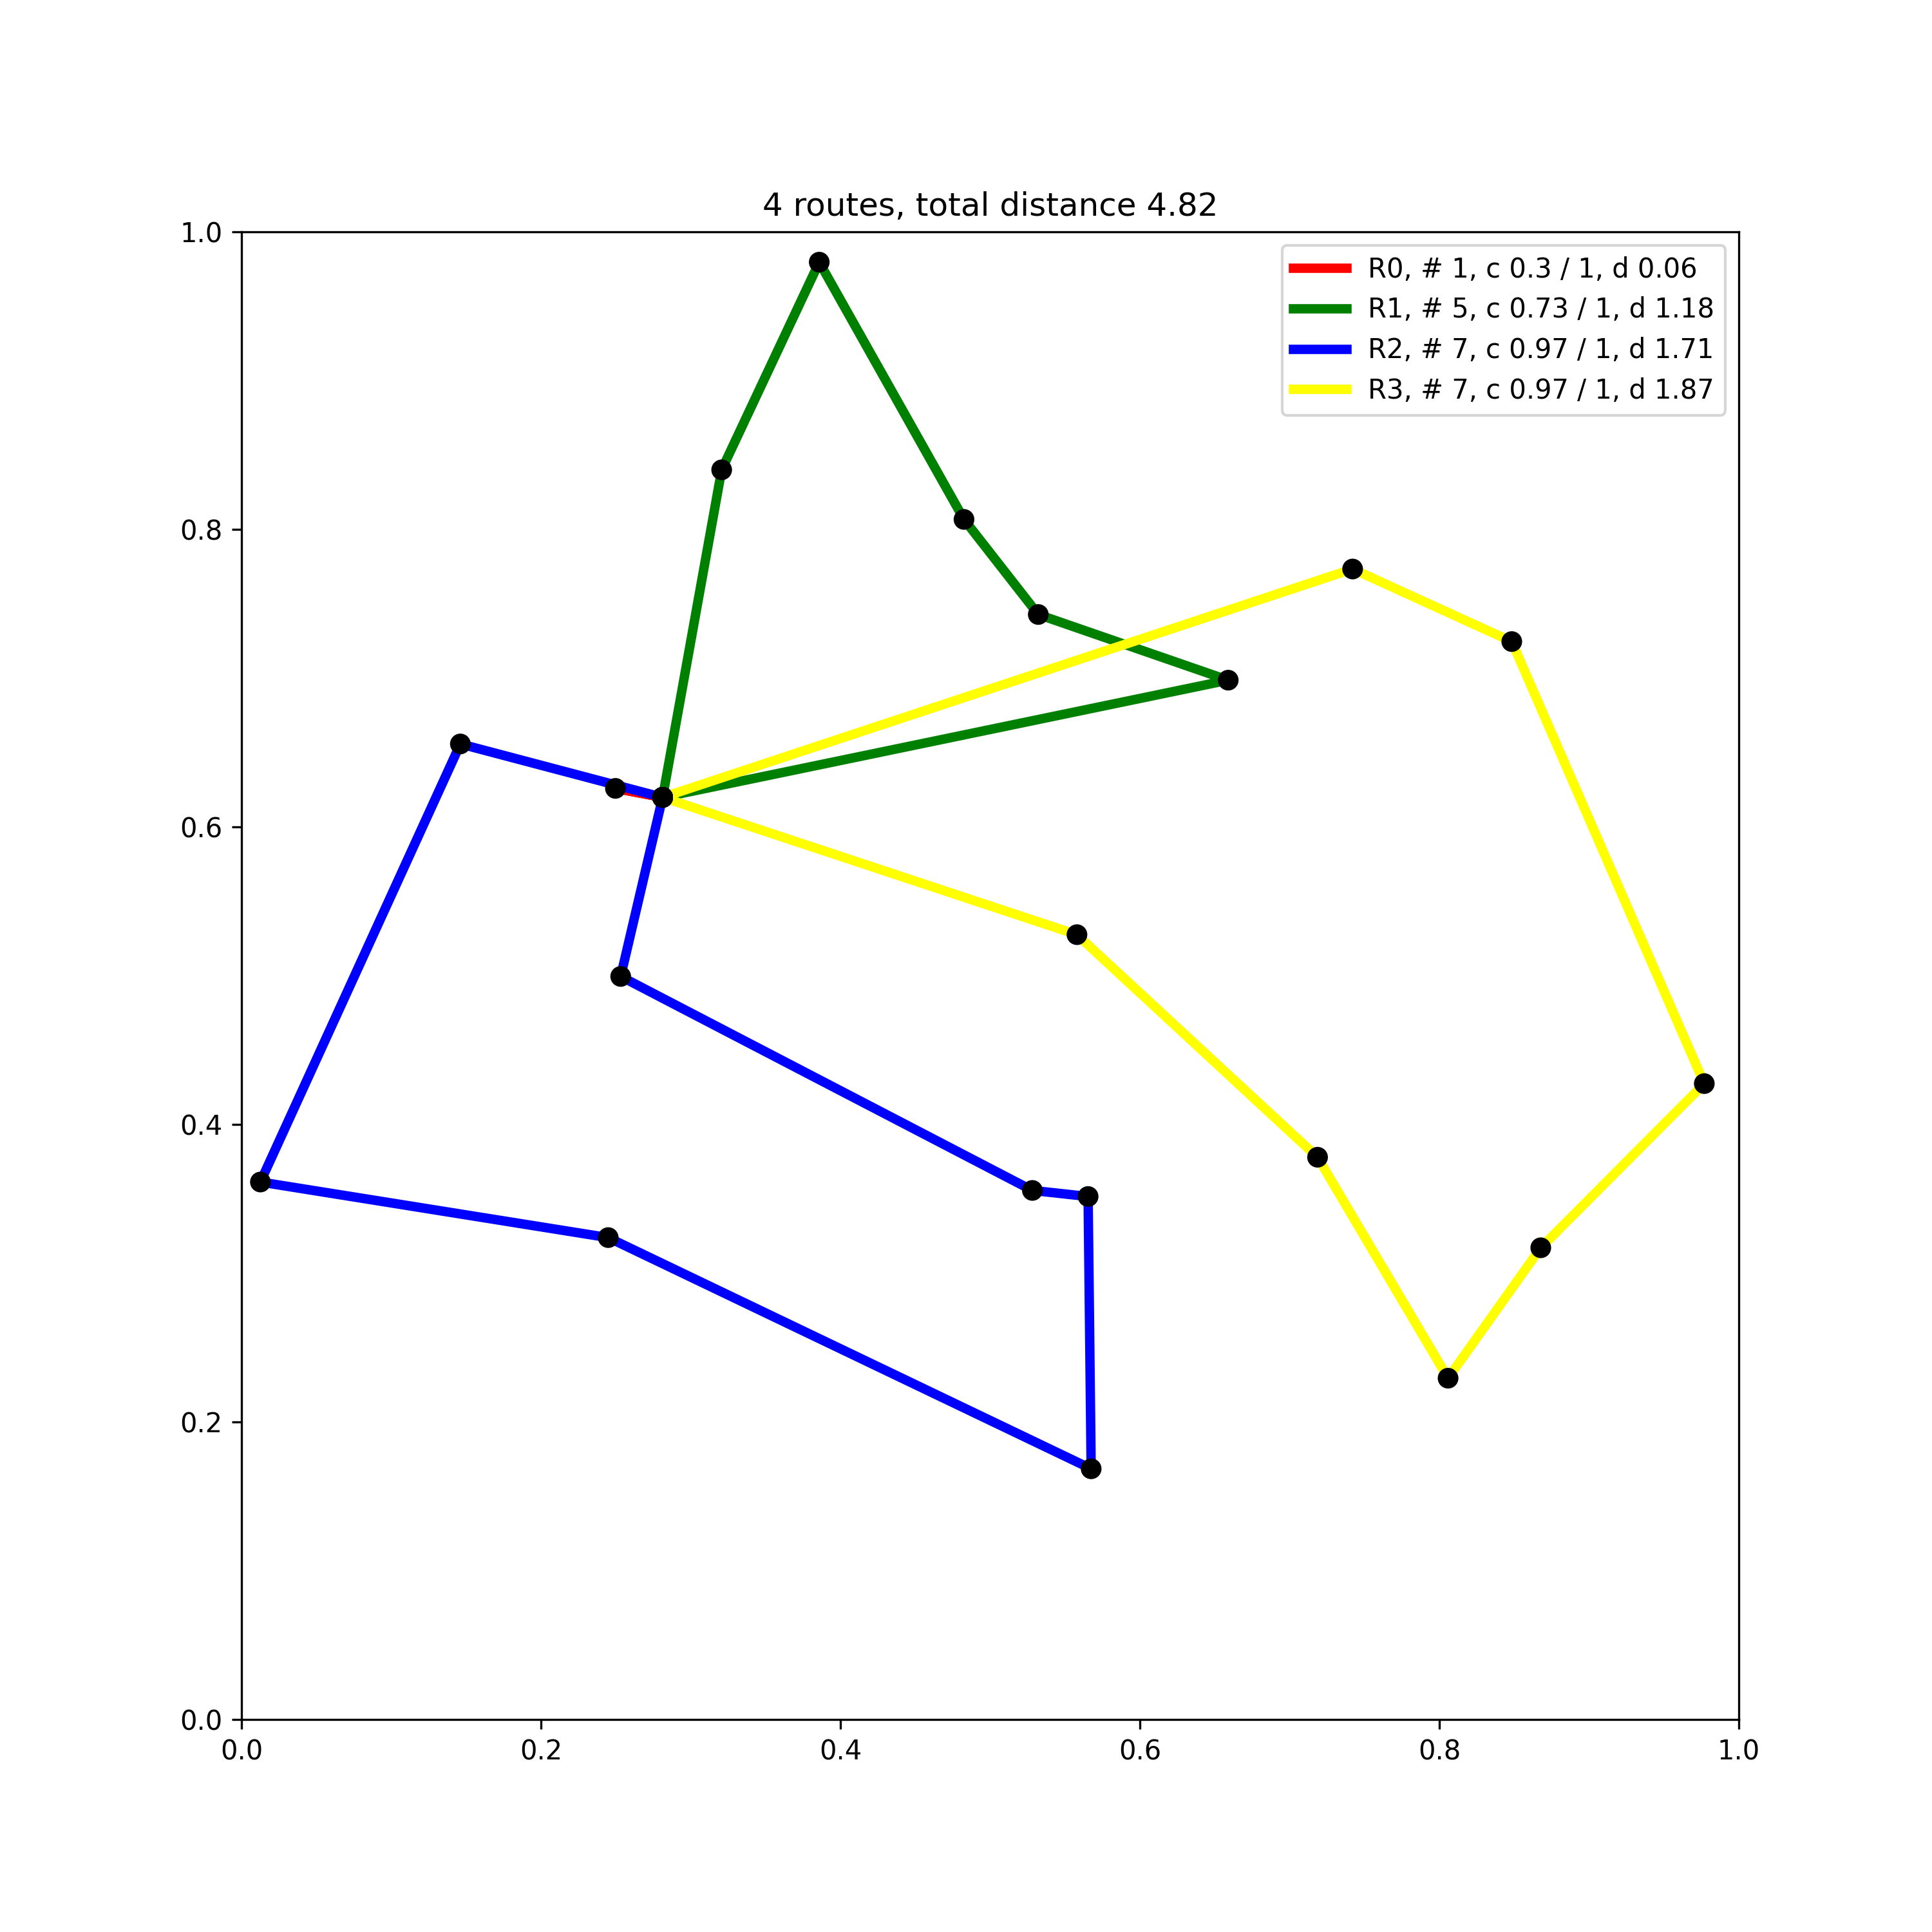 4 routes, total distance 4.82
R0, # 1, c 0.3 / 1, d 0.06
R1, # 5, c 0.73 / 1, d 1.18
R2, # 7, c 0.97 / 1, d 1.71
R3, # 7, c 0.97 / 1, d 1.87
1.0
0.8
0.6
0.4
0.2
0.0
0.0 0.2 0.4 0.6 0.8 1.0